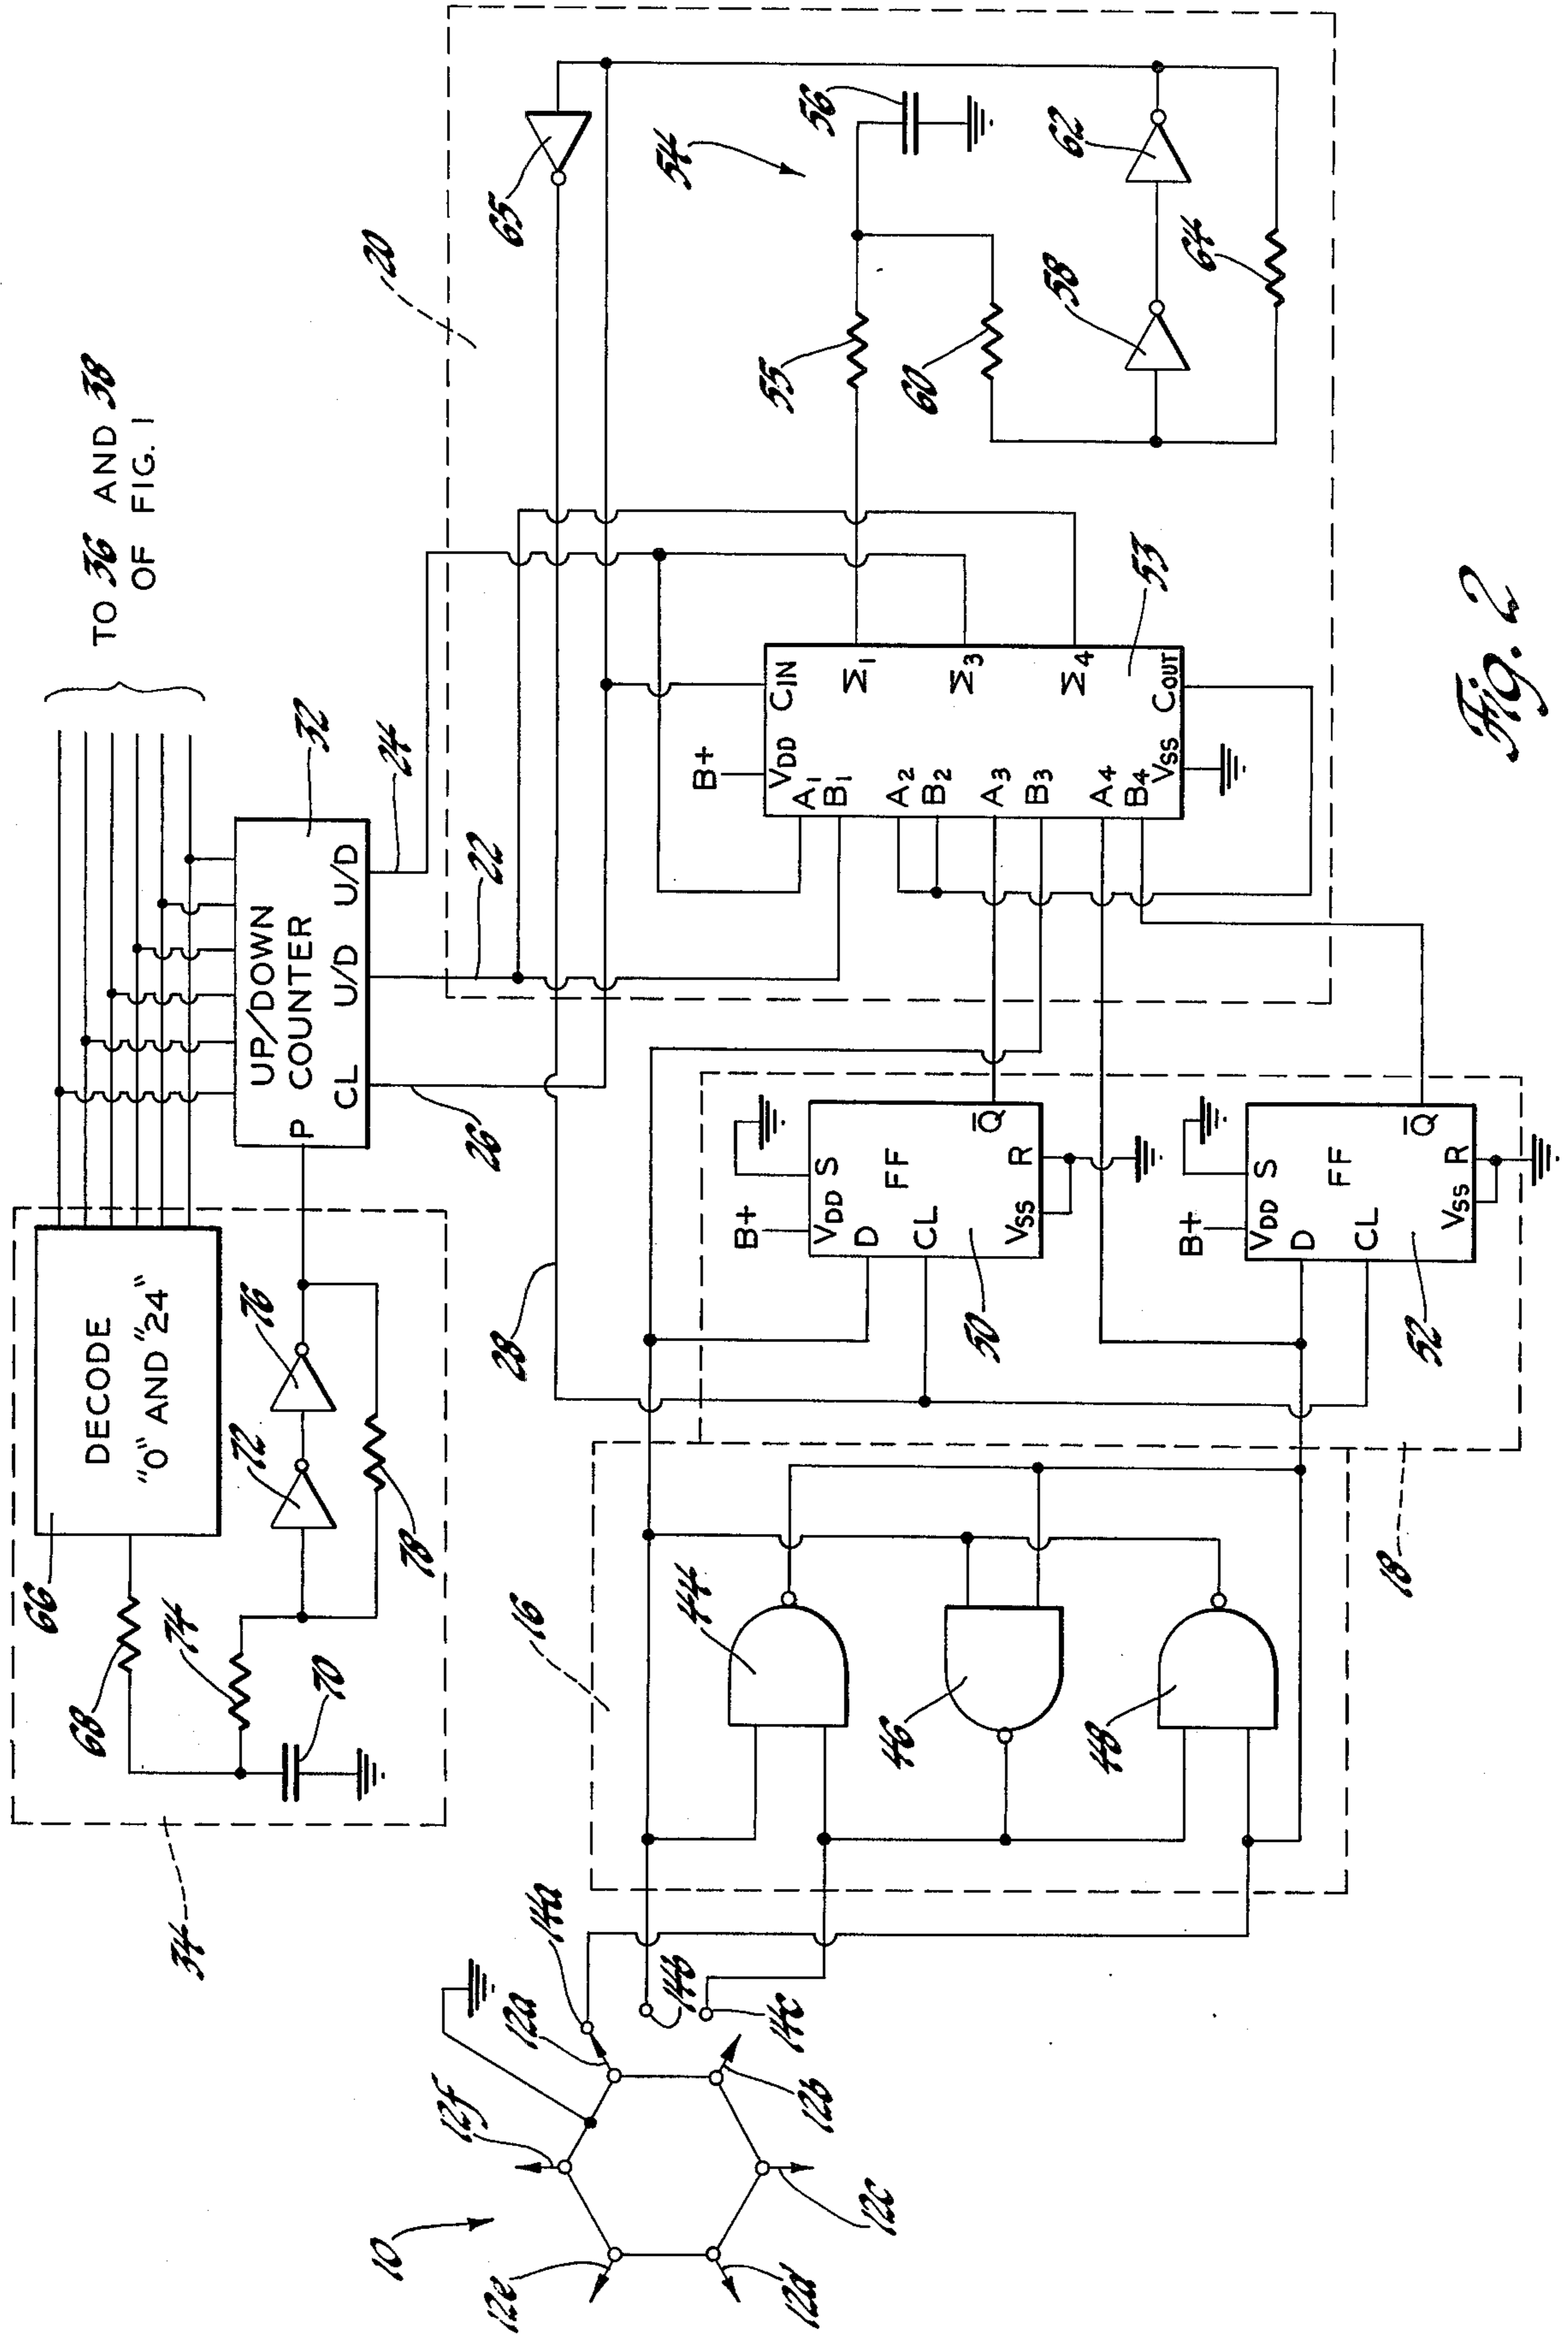 TO 36 AND 38
OF FIG. 1
34
66
DECODE
"0" AND "24"
68
74
70
72
76
78
UP/DOWN
COUNTER
P
CL
U/D
U/D
32
26
22
24
20
28
65
54
56
55
60
58
62
64
B+
VDD
CIN
A1
B1
A2
B2
A3
B3
A4
B4
VSS
COUT
Σ1
Σ3
Σ4
53
10
12a
12b
12c
12d
12e
12f
14a
14b
14c
16
44
46
48
18
B+
VDD
S
D
FF
CL
Q̅
VSS
R
50
B+
VDD
S
D
FF
CL
Q̅
VSS
R
52
Fig. 2